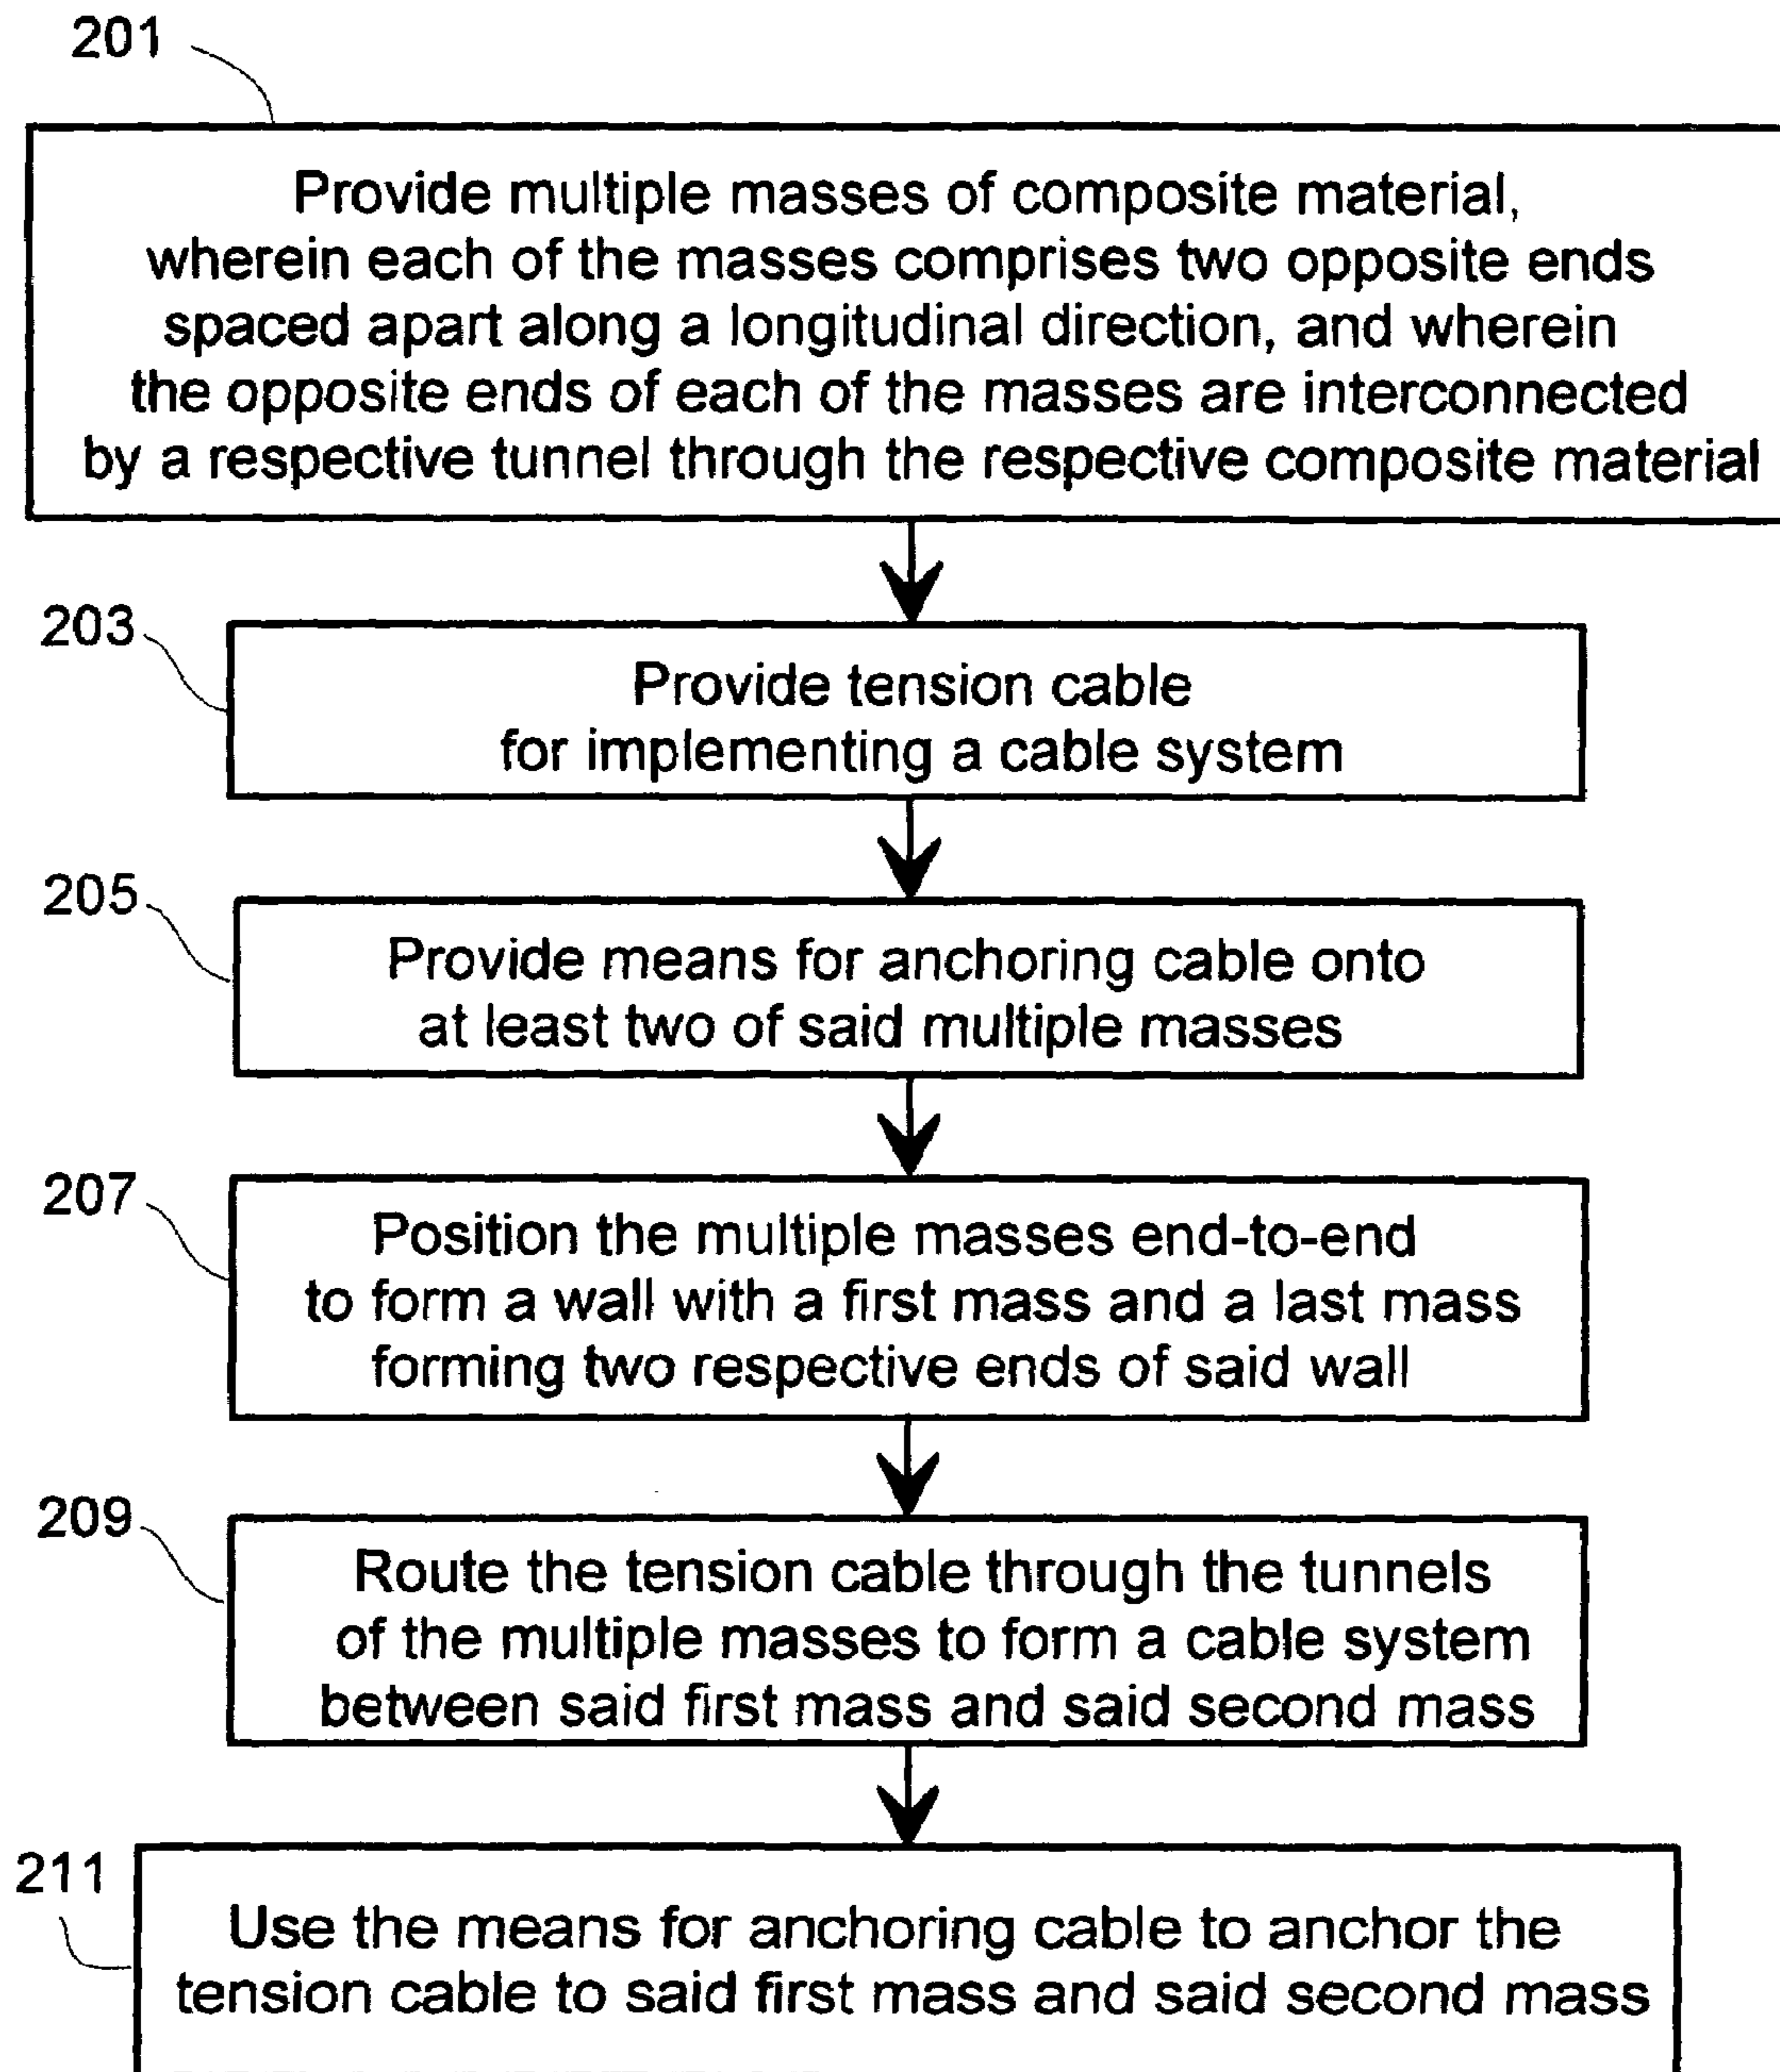 201
Provide multiple masses of composite material,
wherein each of the masses comprises two opposite ends
spaced apart along a longitudinal direction, and wherein
the opposite ends of each of the masses are interconnected
by a respective tunnel through the respective composite material
203
Provide tension cable
for implementing a cable system
205
Provide means for anchoring cable onto
at least two of said multiple masses
207
Position the multiple masses end-to-end
to form a wall with a first mass and a last mass
forming two respective ends of said wall
209
Route the tension cable through the tunnels
of the multiple masses to form a cable system
between said first mass and said second mass
211
Use the means for anchoring cable to anchor the
tension cable to said first mass and said second mass